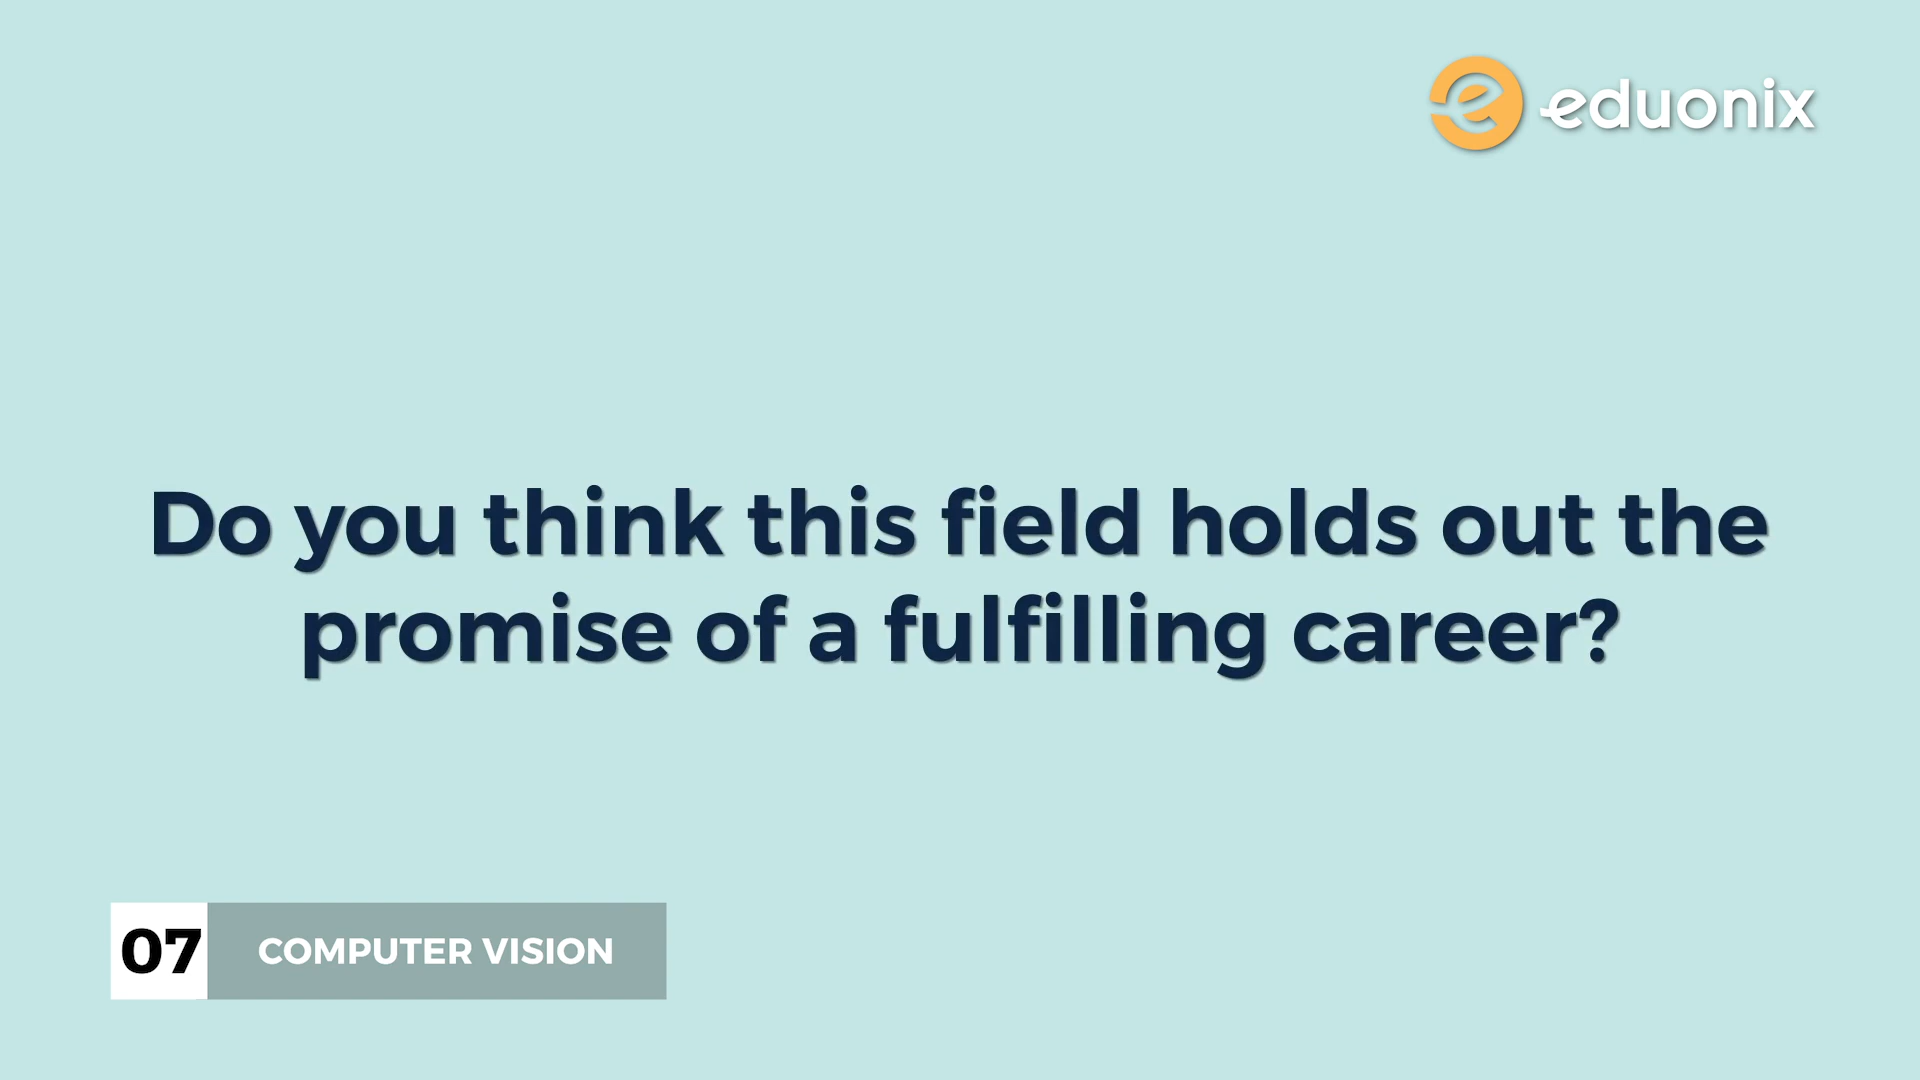 eduonix
Do you think this field holds out the
promise of a fulfilling career?
07 COMPUTER VISION